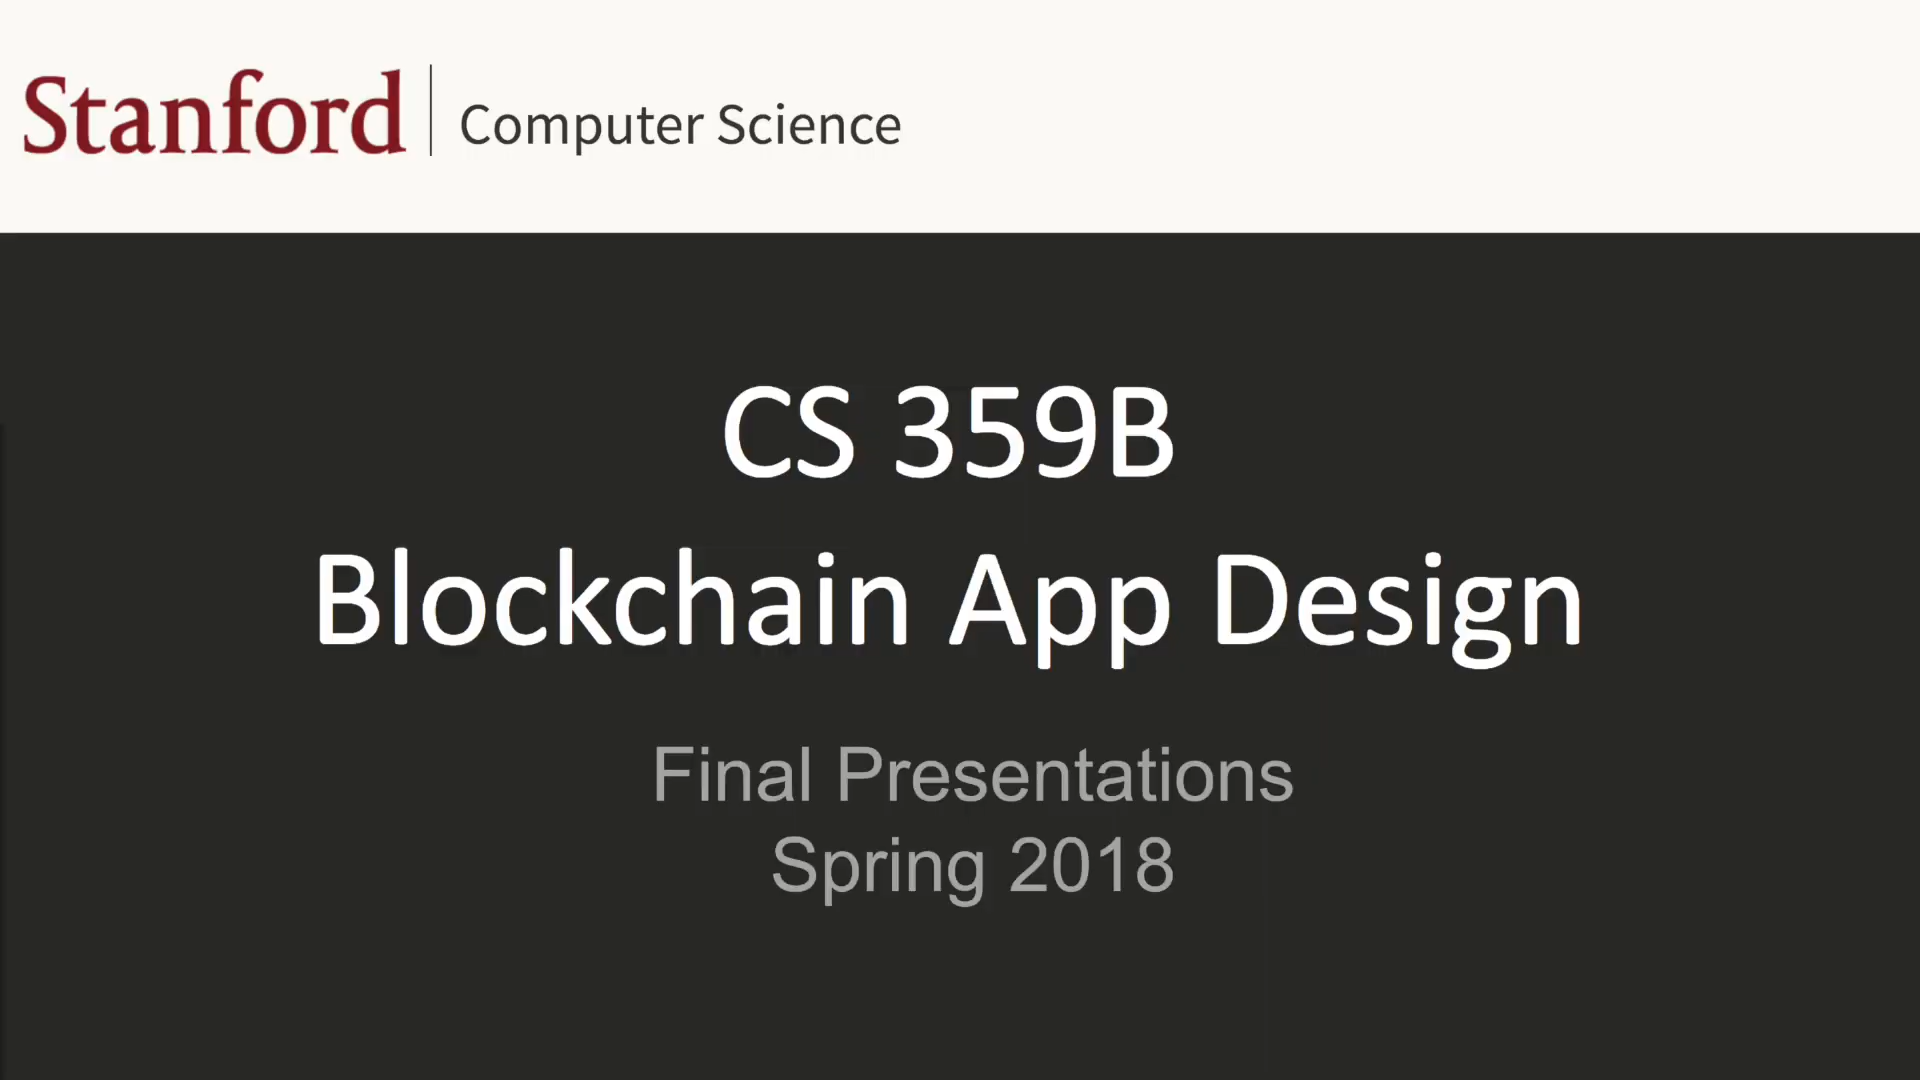 Stanford | Computer Science
CS 359B
Blockchain App Design
Final Presentations
Spring 2018